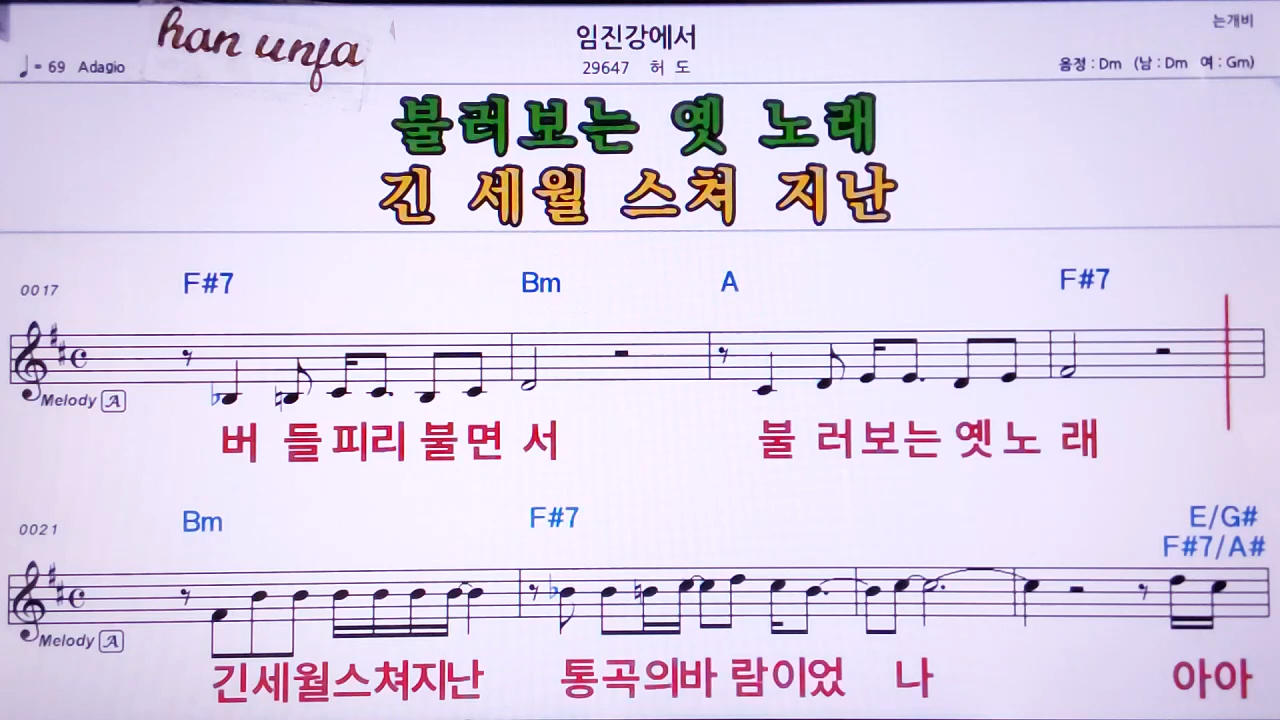 han unja
임진강에서
는개비
♩= 69 Adagio
29647 허 도
음정 : Dm (남 : Dm 여 : Gm)
불러보는 옛 노래
긴 세월 스쳐 지난
0017
F#7 Bm A F#7
Melody A
버 들 피리 불면 서 불 러보는 옛노 래
0021
Bm F#7 E/G#
F#7/A#
Melody A
긴세월스쳐지난 통곡의바 람이었 나 아아